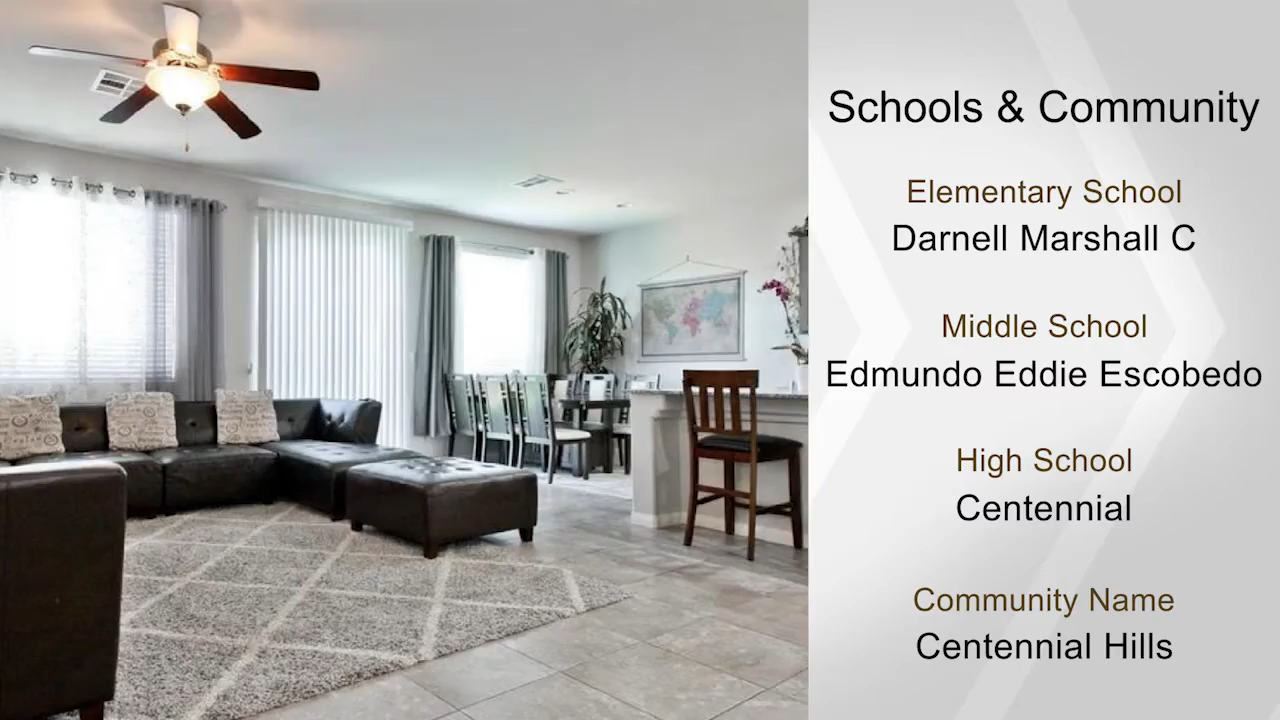 Schools & Community
Elementary School
Darnell Marshall C
Middle School
Edmundo Eddie Escobedo
High School
Centennial
Community Name
Centennial Hills